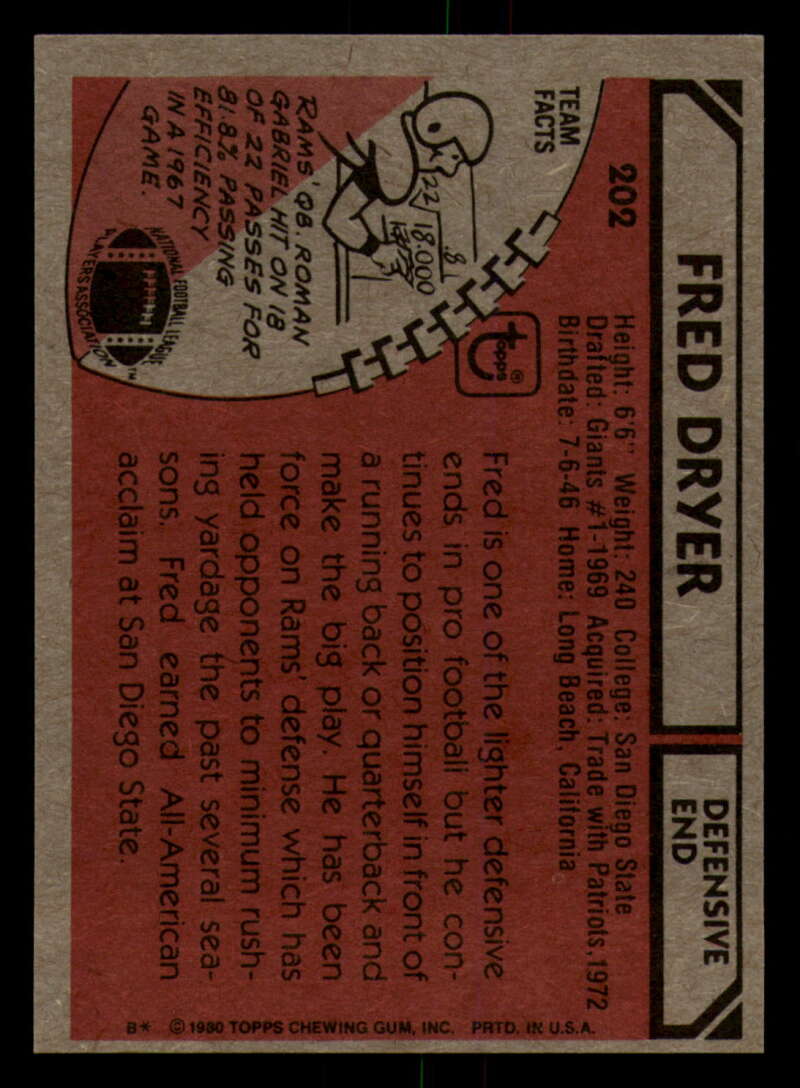 FRED DRYER
DEFENSIVE
END
202
Height: 6'6" Weight: 240 College: San Diego State
Drafted: Giants #1-1969 Acquired: Trade with Patriots, 1972
Birthdate: 7-6-46 Home: Long Beach, California
TEAM
FACTS
22
.8
18.000
RAMS' QB. ROMAN
GABRIEL HIT ON 18
OF 22 PASSES FOR
81.8% PASSING
EFFICIENCY
IN A 1967
GAME.
topps®
NATIONAL FOOTBALL LEAGUE
PLAYERS ASSOCIATION™
Fred is one of the lighter defensive
ends in pro football but he con-
tinues to position himself in front of
a running back or quarterback and
make the big play. He has been
force on Rams' defense which has
held opponents to minimum rush-
ing yardage the past several sea-
sons. Fred earned All-American
acclaim at San Diego State.
B* © 1980 TOPPS CHEWING GUM, INC. PRTD. IN U.S.A.